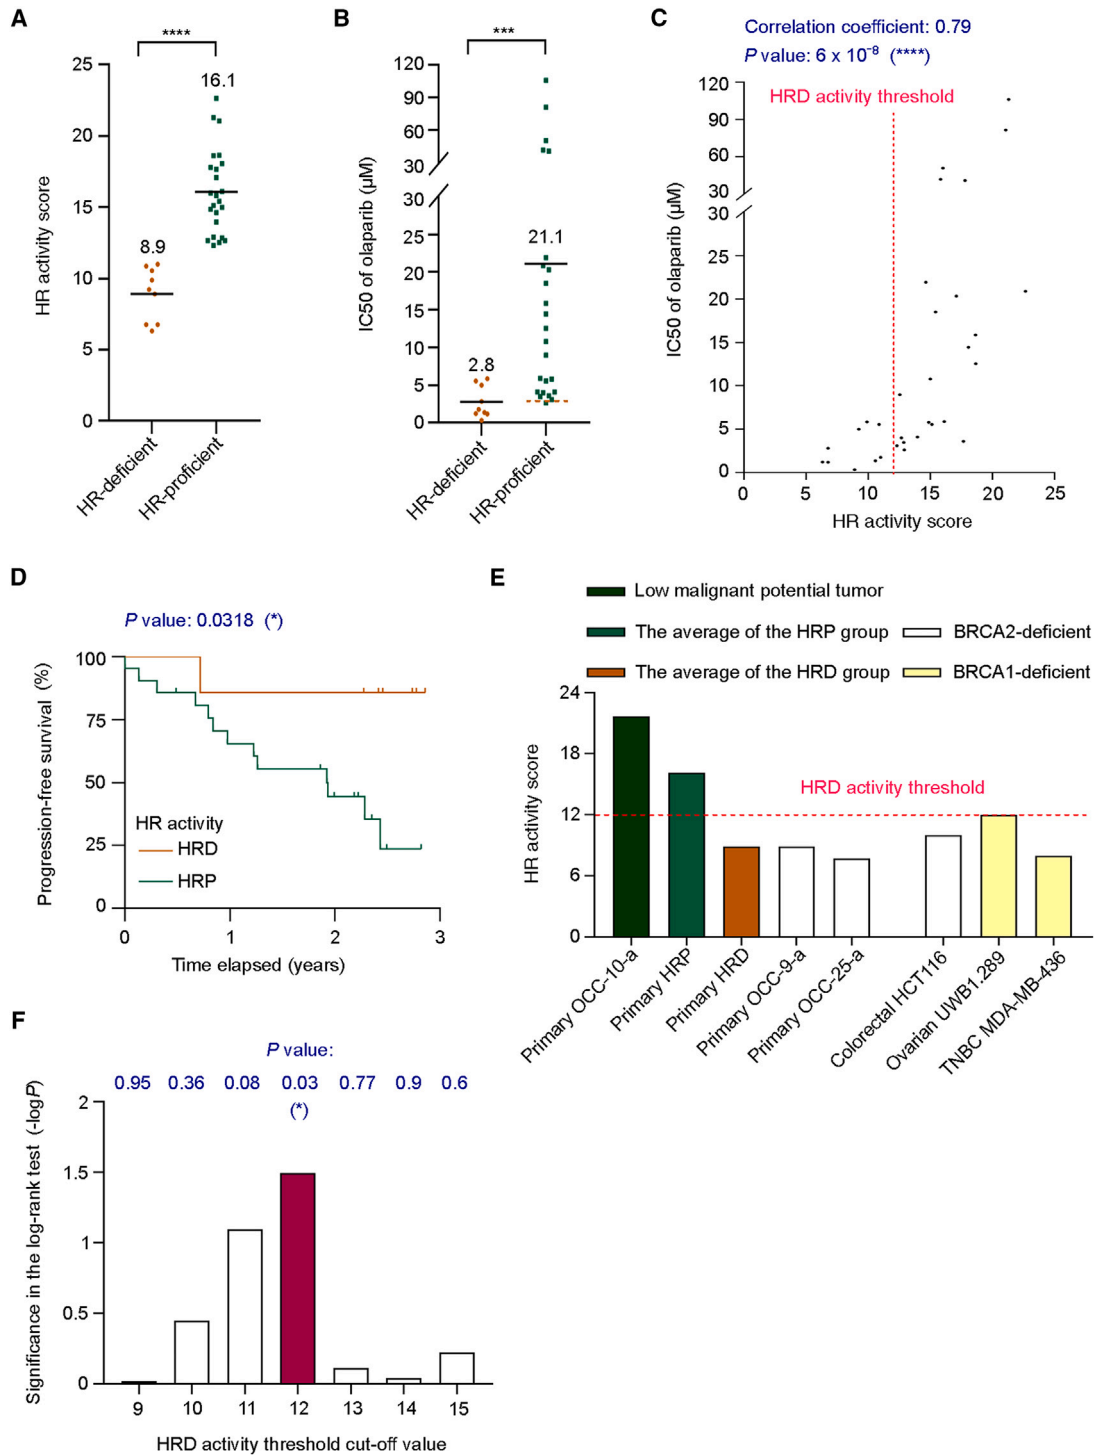 A
****
HR activity score
25
20
15
10
5
0
8.9
16.1
HR-deficient
HR-proficient
B
***
IC50 of olaparib (µM)
120
90
60
30
30
25
20
15
10
5
0
2.8
21.1
HR-deficient
HR-proficient
C
Correlation coefficient: 0.79
P value: 6 x 10⁻⁸ (****)
HRD activity threshold
IC50 of olaparib (µM)
120
90
60
30
30
25
20
15
10
5
0
0 5 10 15 20 25
HR activity score
D
P value: 0.0318 (*)
Progression-free survival (%)
100
75
50
25
0
HR activity
HRD
HRP
0 1 2 3
Time elapsed (years)
E
Low malignant potential tumor
The average of the HRP group
BRCA2-deficient
The average of the HRD group
BRCA1-deficient
HR activity score
24
18
12
6
0
HRD activity threshold
Primary OCC-10-a
Primary HRP
Primary HRD
Primary OCC-9-a
Primary OCC-25-a
Colorectal HCT116
Ovarian UWB1.289
TNBC MDA-MB-436
F
P value:
0.95 0.36 0.08 0.03 0.77 0.9 0.6
(*)
Significance in the log-rank test (-logP)
2
1.5
1
0.5
0
9 10 11 12 13 14 15
HRD activity threshold cut-off value